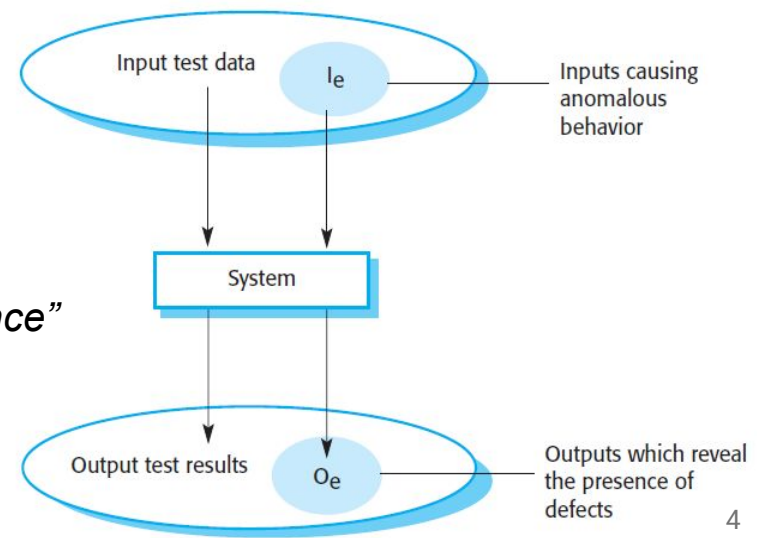 Input test data
Ie
Inputs causing
anomalous
behavior
System
nce”
Output test results
Oe
Outputs which reveal
the presence of
defects
4